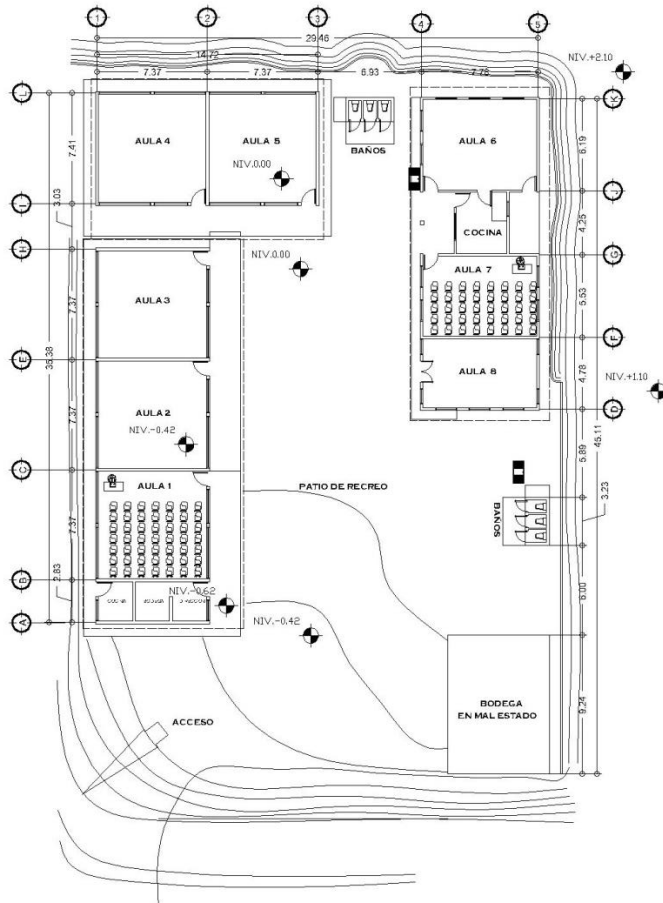 1 2 3 4 5
29.46
14.72
7.37 7.37 6.93 7.78
NIV.+2.10
L
K
AULA 4
AULA 5
BAÑOS
AULA 6
7.41
6.19
NIV.0.00
I
J
3.03
COCINA
4.25
H
G
NIV.0.00
AULA 7
AULA 3
7.37
5.53
F
35.38
E
AULA 8
4.78
NIV.+1.10
D
AULA 2
7.37
NIV.-0.42
45.11
5.89
C
AULA 1
PATIO DE RECREO
3.23
BAÑOS
7.37
B
NIV.-0.62
6.00
2.83
A
NIV.-0.42
BODEGA
EN MAL ESTADO
9.24
ACCESO